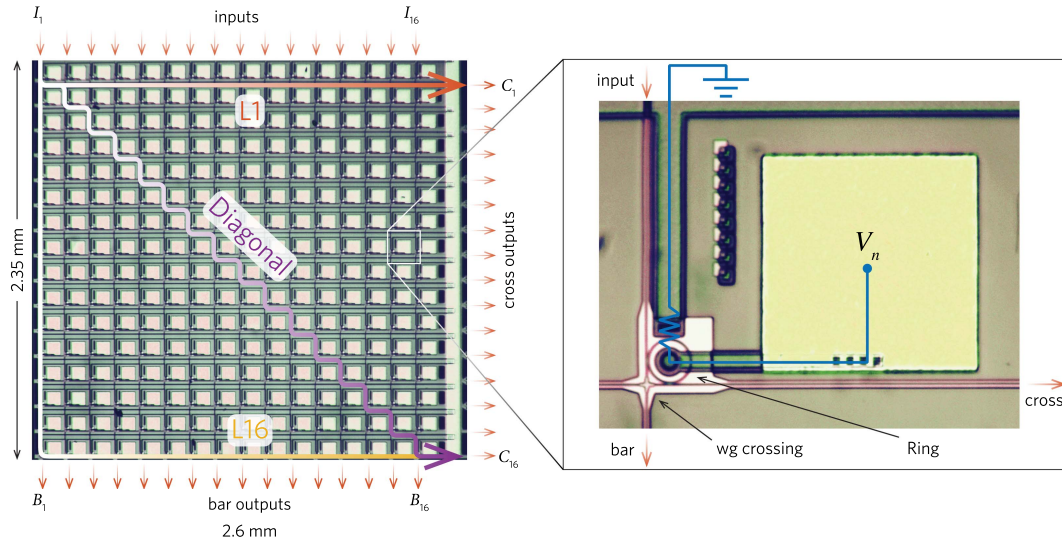 I₁
inputs
I₁₆
C₁
L1
2.35 mm
Diagonal
cross outputs
L16
C₁₆
B₁
bar outputs
B₁₆
2.6 mm
input
Vₙ
cross
bar
wg crossing
Ring